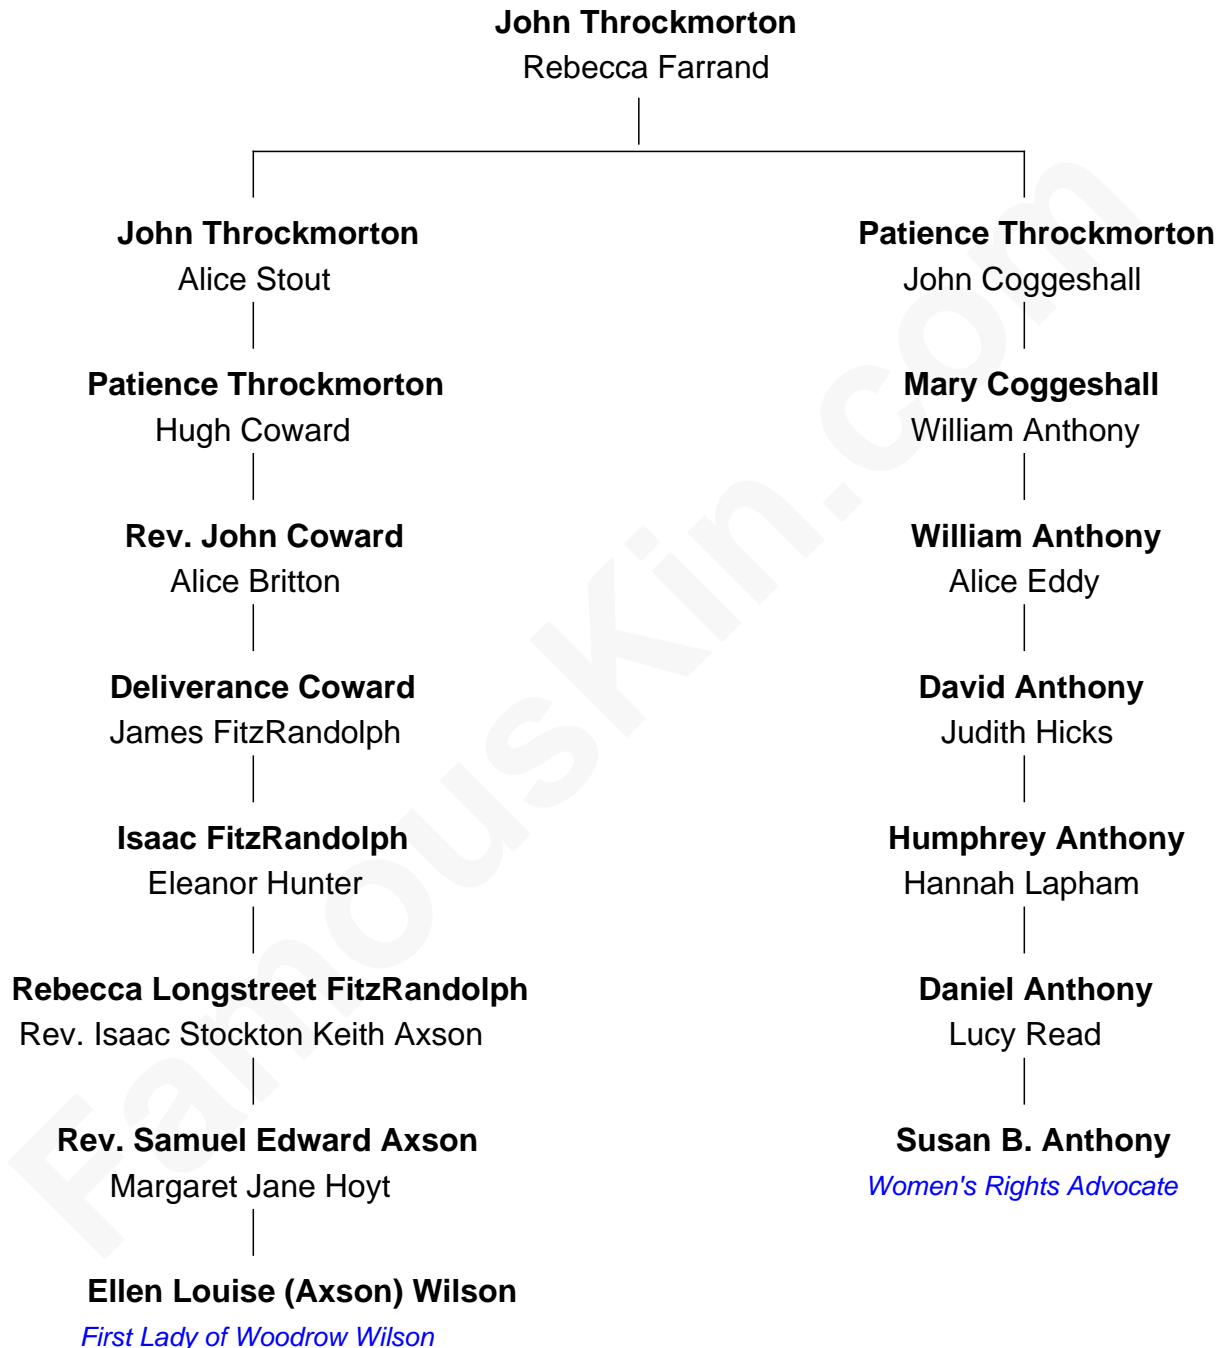 John Throckmorton
Rebecca Farrand
John Throckmorton
Alice Stout
Patience Throckmorton
Hugh Coward
Rev. John Coward
Alice Britton
Deliverance Coward
James FitzRandolph
Isaac FitzRandolph
Eleanor Hunter
Rebecca Longstreet FitzRandolph
Rev. Isaac Stockton Keith Axson
Rev. Samuel Edward Axson
Margaret Jane Hoyt
Ellen Louise (Axson) Wilson
First Lady of Woodrow Wilson
Patience Throckmorton
John Coggeshall
Mary Coggeshall
William Anthony
William Anthony
Alice Eddy
David Anthony
Judith Hicks
Humphrey Anthony
Hannah Lapham
Daniel Anthony
Lucy Read
Susan B. Anthony
Women's Rights Advocate
FamousKin.com